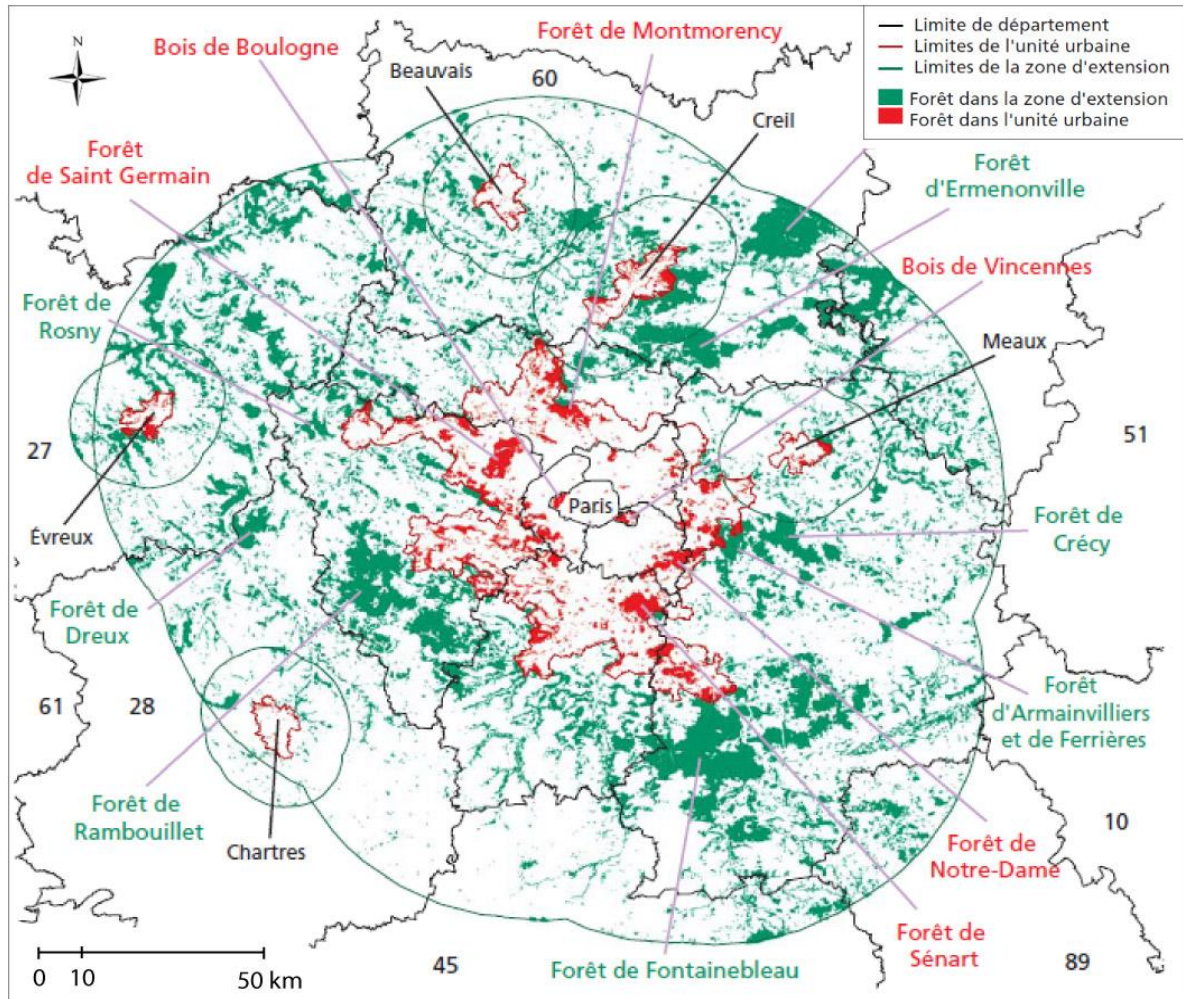 Limite de département
Limites de l'unité urbaine
Limites de la zone d'extension
Forêt dans la zone d'extension
Forêt dans l'unité urbaine
N
Bois de Boulogne
Forêt de Montmorency
Beauvais
60
Creil
Forêt
de Saint Germain
Forêt
d'Ermenonville
Bois de Vincennes
Forêt de
Rosny
Meaux
27
51
Paris
Évreux
Forêt de
Crécy
Forêt de
Dreux
61
28
Forêt
d'Armainvilliers
et de Ferrières
Forêt de
Rambouillet
Chartres
10
Forêt de
Notre-Dame
Forêt de
Sénart
0 10 50 km
45
Forêt de Fontainebleau
89